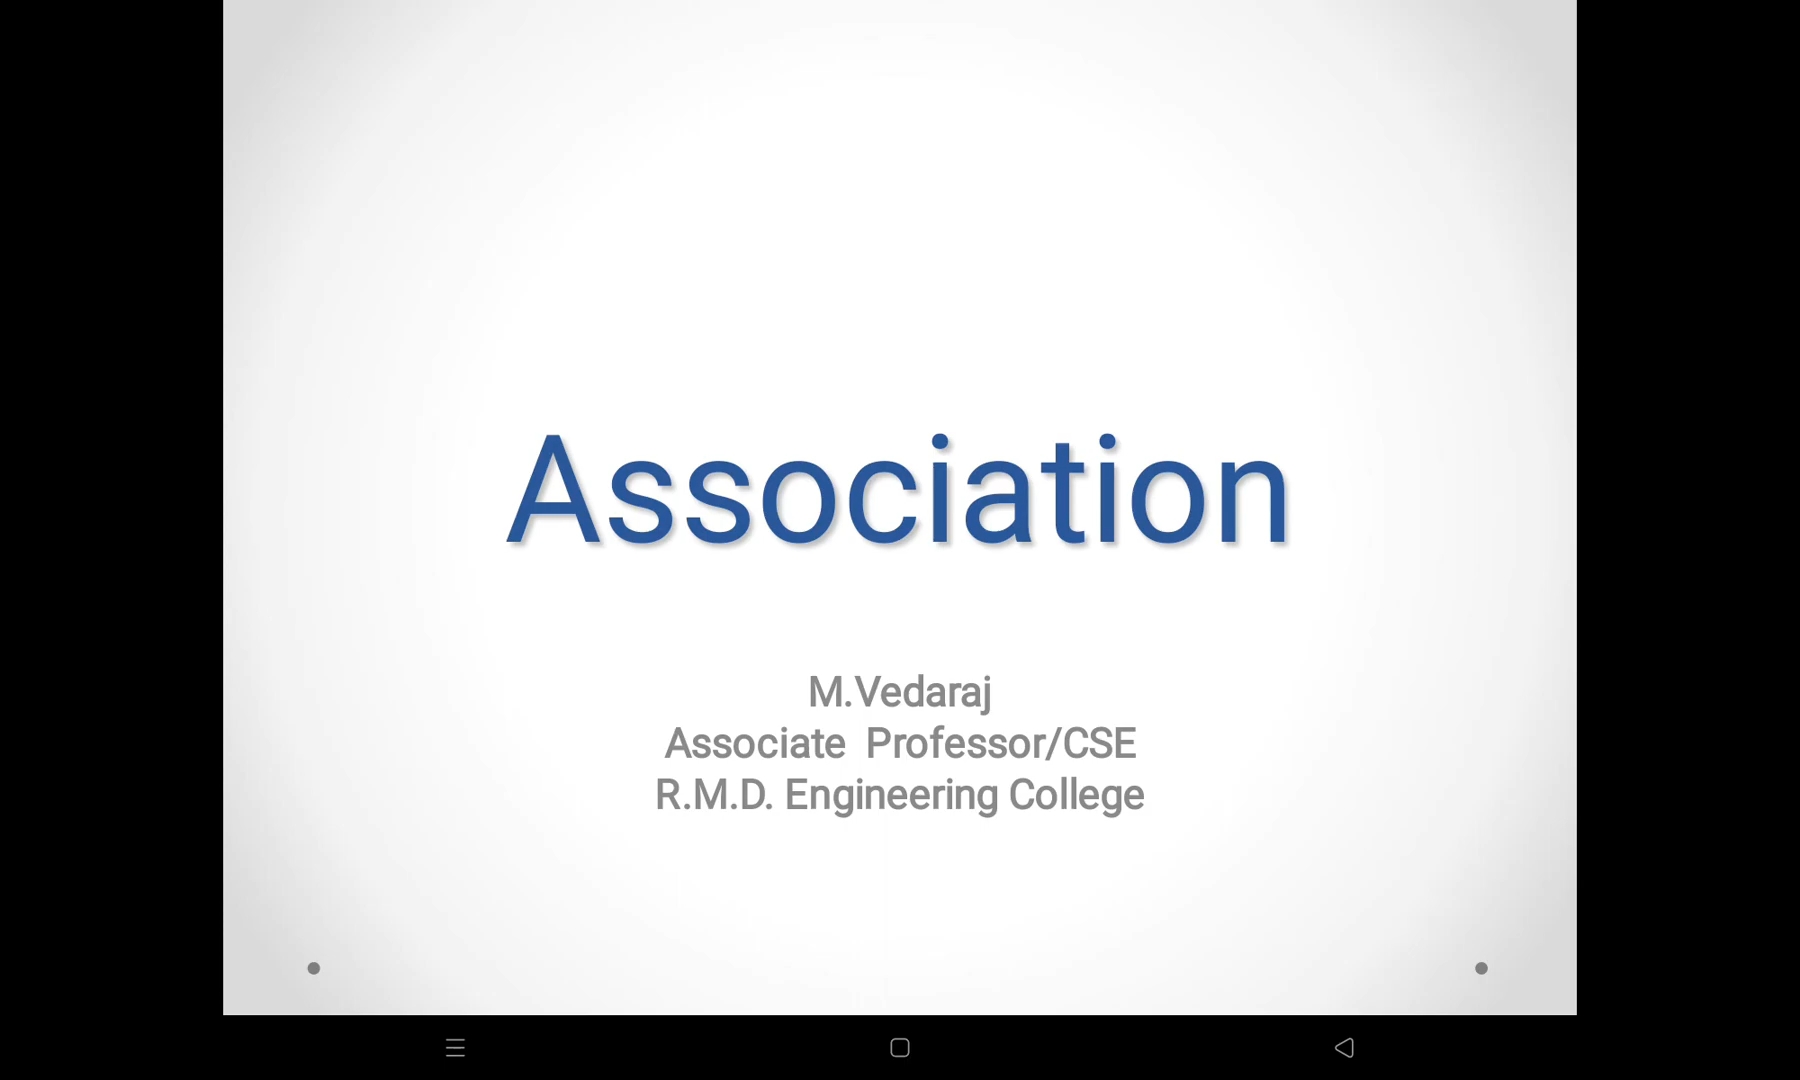 Association
M.Vedaraj
Associate  Professor/CSE
R.M.D. Engineering College